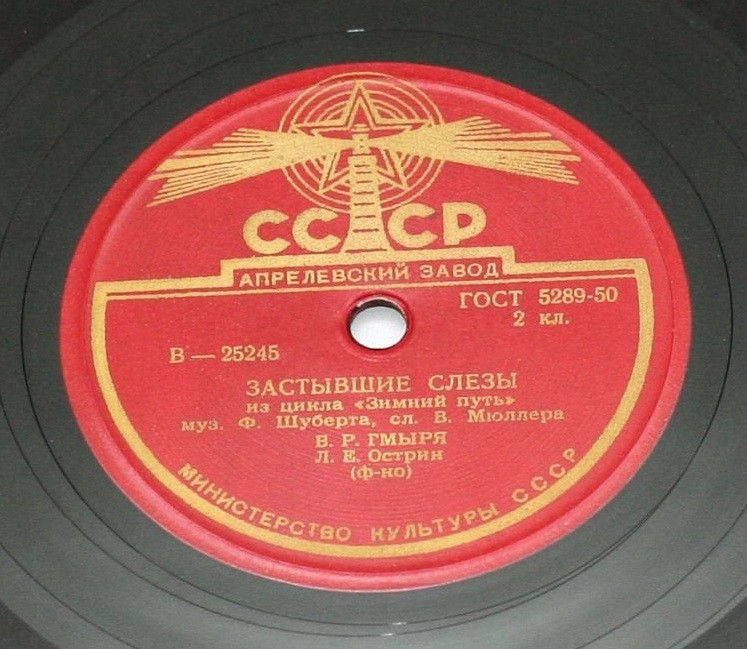 СССР
АПРЕЛЕВСКИЙ ЗАВОД
ГОСТ 5289-50
2 кл.
В — 25245
ЗАСТЫВШИЕ СЛЕЗЫ
из цикла «Зимний путь»
муз. Ф. Шуберта, сл. В. Мюллера
В. Р. ГМЫРЯ
Л. Е. Острин
(ф-но)
МИНИСТЕРСТВО КУЛЬТУРЫ СССР